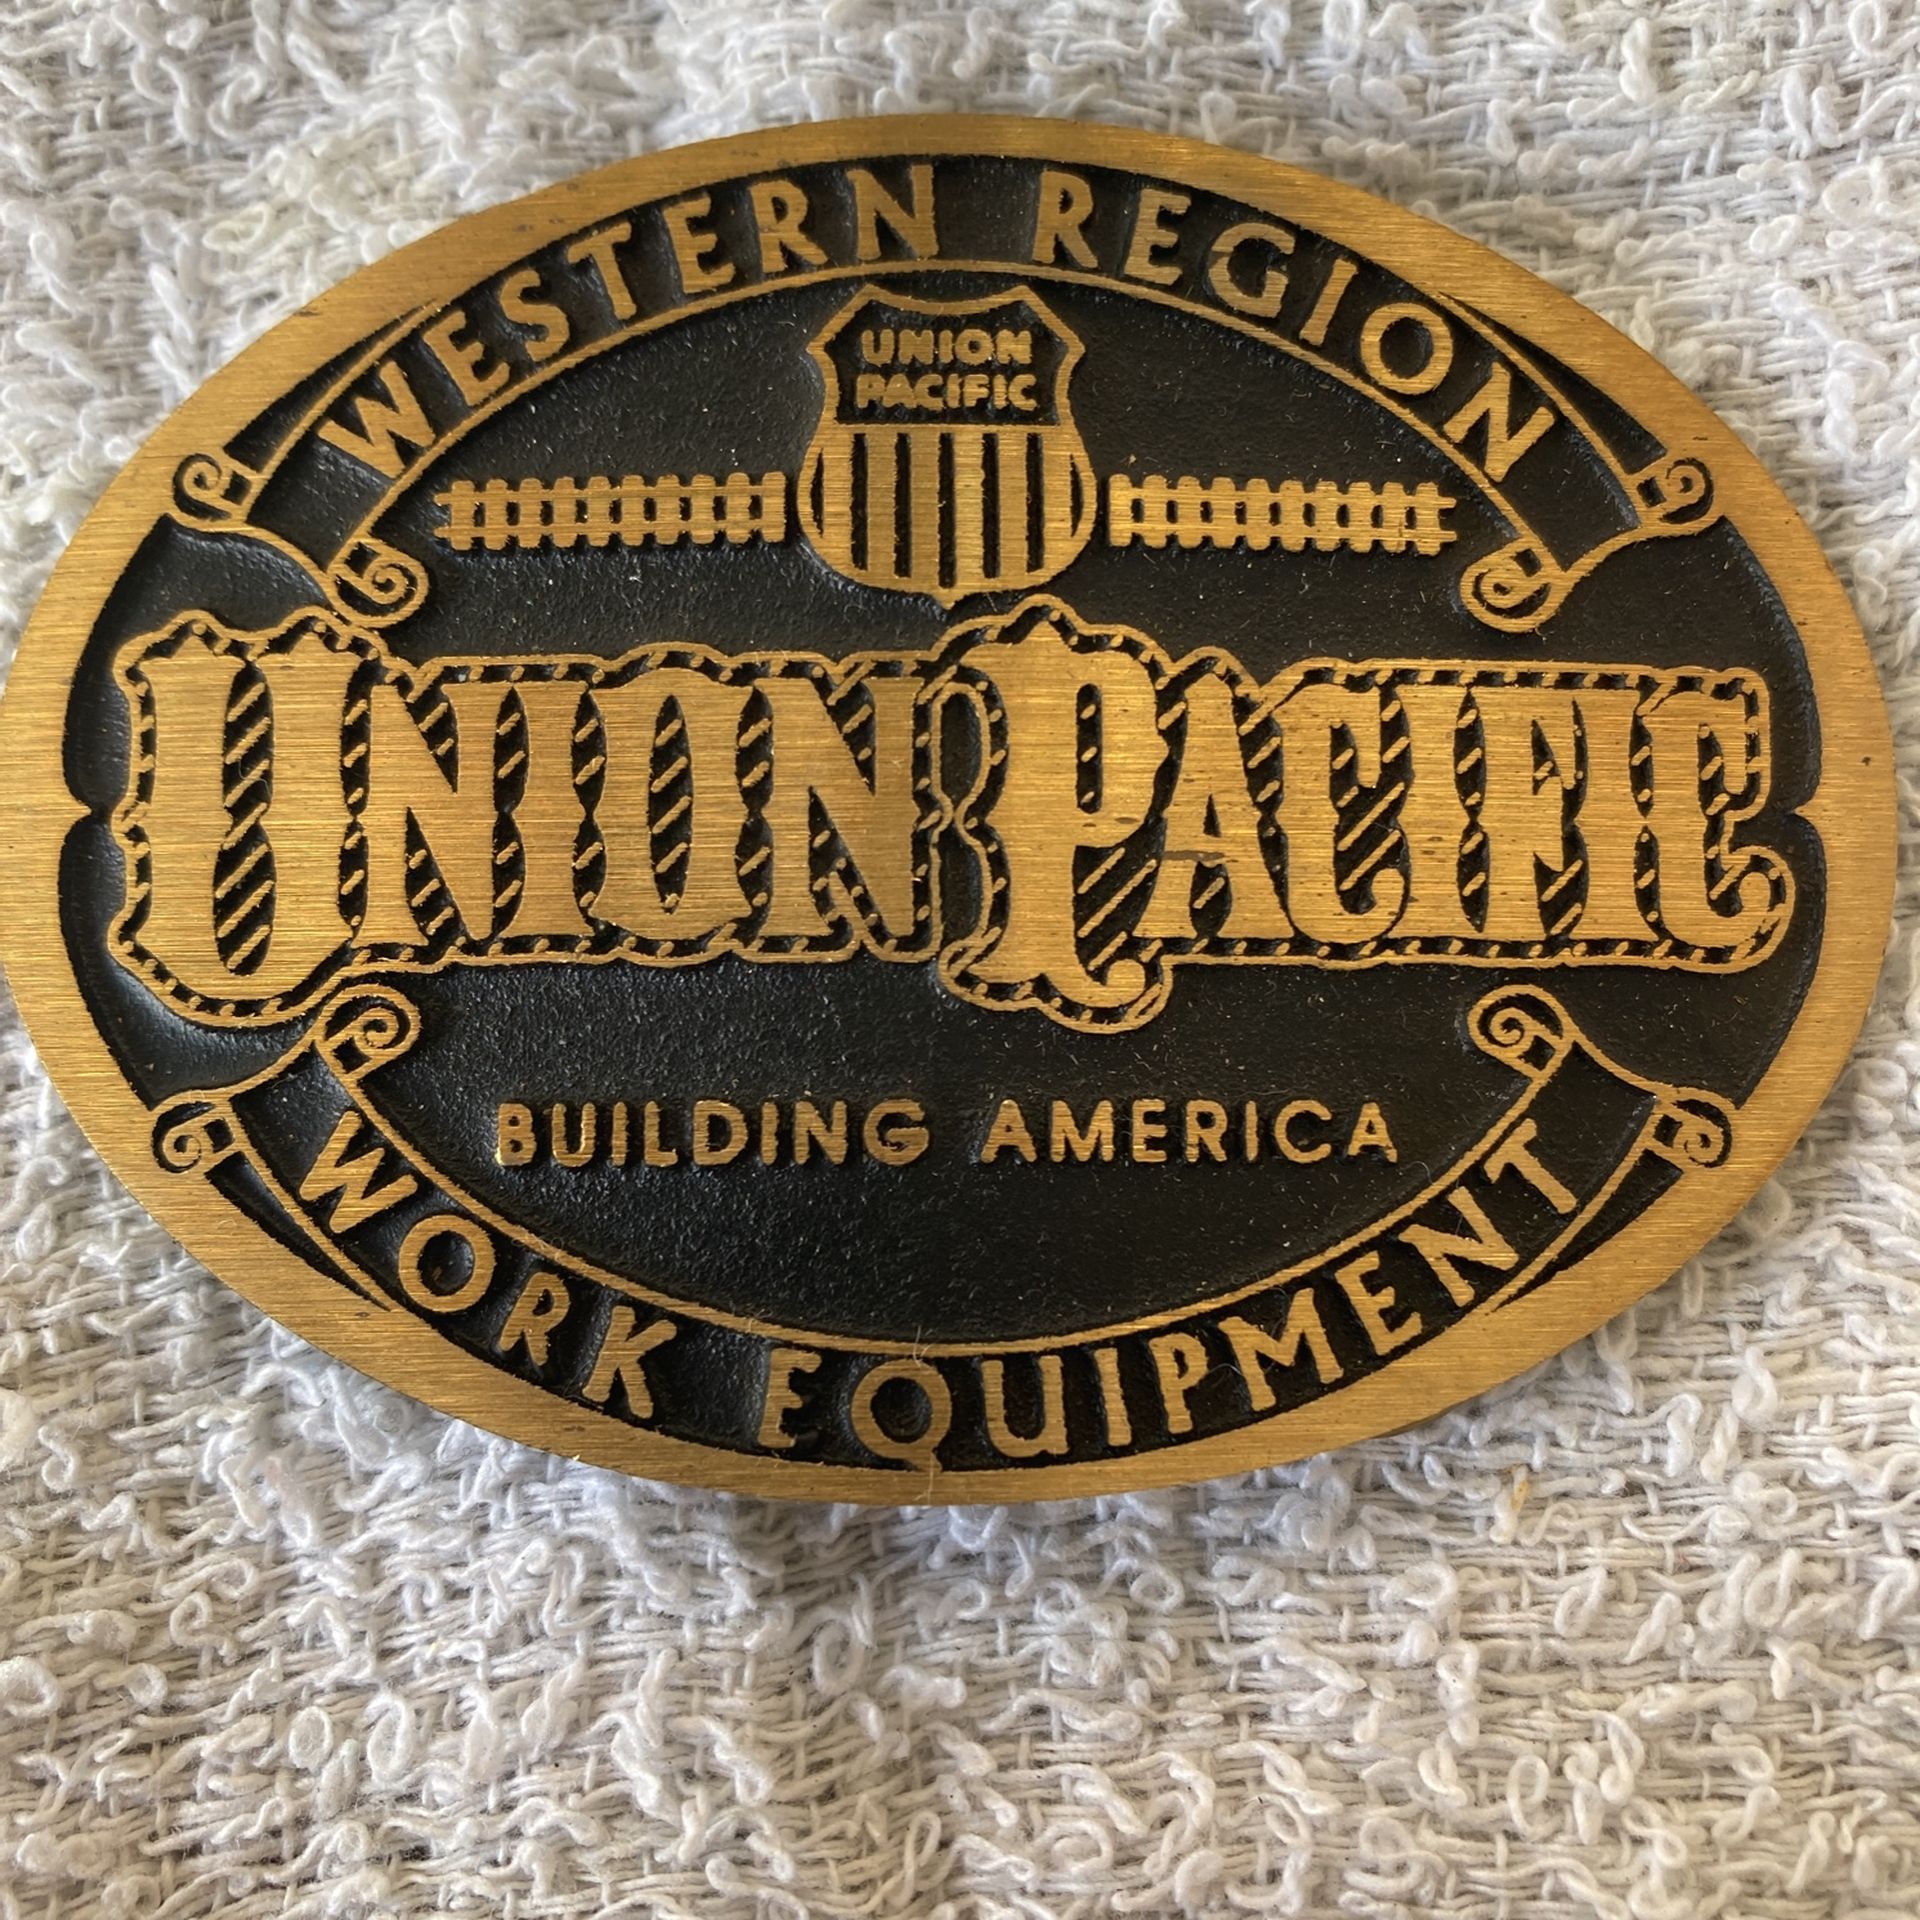 WESTERN REGION
UNION
PACIFIC
UNION PACIFIC
BUILDING AMERICA
WORK EQUIPMENT